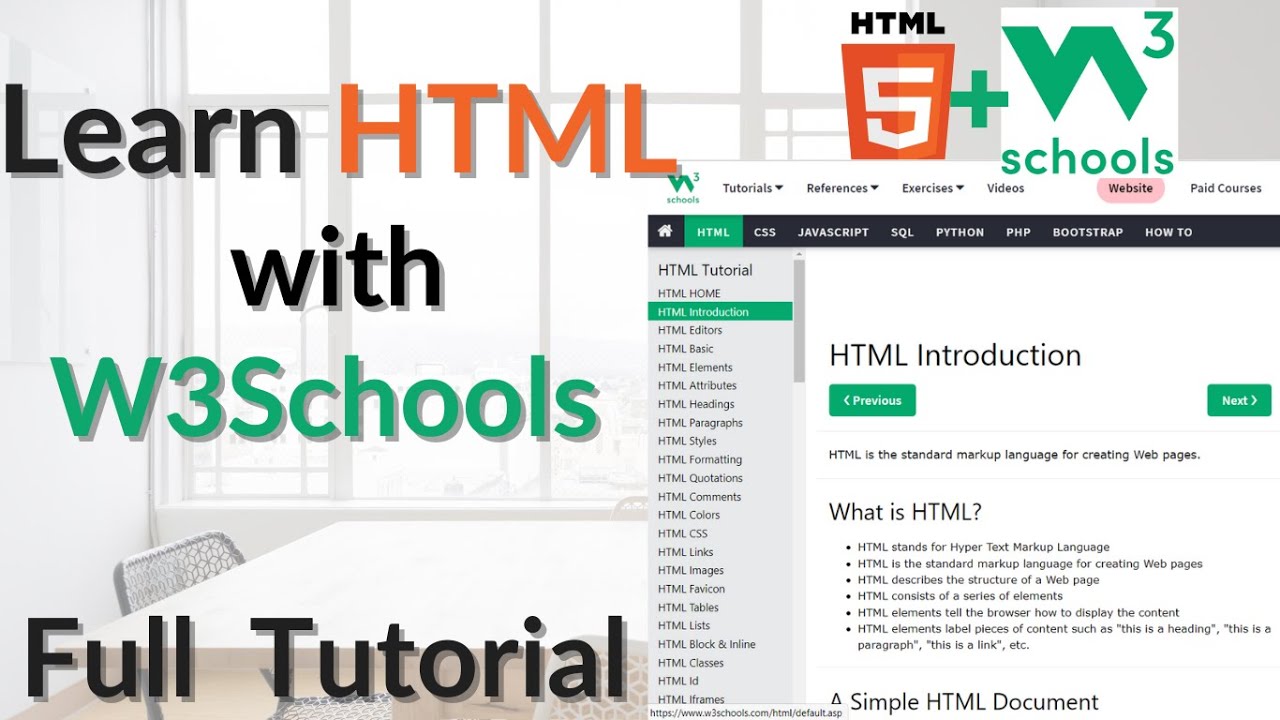 Learn HTML
with
W3Schools
Full Tutorial
HTML
5
+
W3
schools
W3
schools
Tutorials
References
Exercises
Videos
Website
Paid Courses
HTML
CSS
JAVASCRIPT
SQL
PYTHON
PHP
BOOTSTRAP
HOW TO
HTML Tutorial
HTML HOME
HTML Introduction
HTML Editors
HTML Basic
HTML Elements
HTML Attributes
HTML Headings
HTML Paragraphs
HTML Styles
HTML Formatting
HTML Quotations
HTML Comments
HTML Colors
HTML CSS
HTML Links
HTML Images
HTML Favicon
HTML Tables
HTML Lists
HTML Block & Inline
HTML Classes
HTML Id
HTML Iframes
https://www.w3schools.com/html/default.asp
HTML Introduction
❮ Previous
Next ❯
HTML is the standard markup language for creating Web pages.
What is HTML?
• HTML stands for Hyper Text Markup Language
• HTML is the standard markup language for creating Web pages
• HTML describes the structure of a Web page
• HTML consists of a series of elements
• HTML elements tell the browser how to display the content
• HTML elements label pieces of content such as "this is a heading", "this is a
paragraph", "this is a link", etc.
A Simple HTML Document